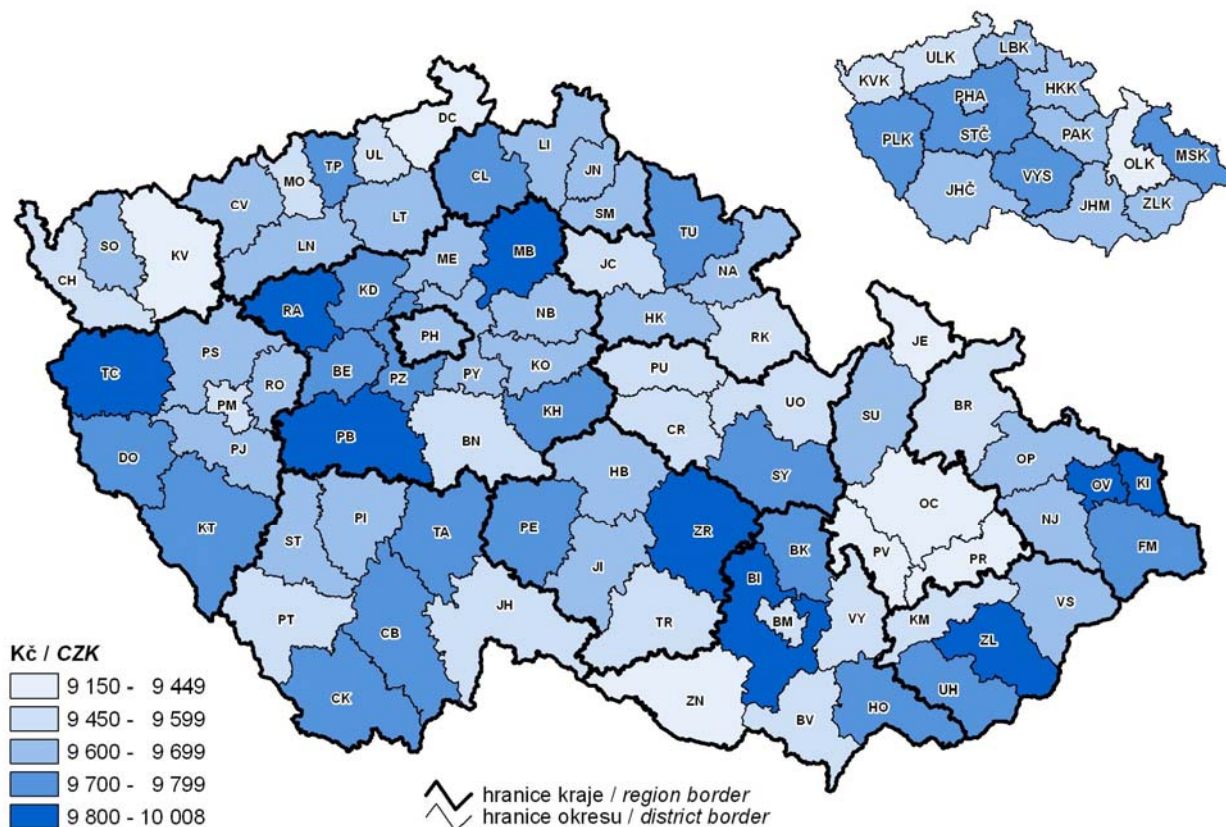 ULK
LBK
KVK
PHA
HKK
PLK
STČ
PAK
OLK
MSK
VYS
JHČ
JHM
ZLK
DC
LI
TP
UL
CL
JN
MO
CV
LT
SM
SO
LN
TU
KV
MB
ME
JC
CH
NA
KD
RA
NB
HK
PH
RK
JE
PS
KO
TC
BE
PZ
PY
PU
RO
PM
UO
BR
SU
KH
CR
PB
BN
PJ
DO
OP
HB
SY
OV
KI
OC
KT
ST
PI
TA
PE
ZR
NJ
FM
BK
PV
PR
JI
BI
VS
JH
PT
CB
TR
BM
VY
KM
ZL
UH
ZN
CK
HO
BV
Kč / CZK
9 150 - 9 449
9 450 - 9 599
9 600 - 9 699
9 700 - 9 799
9 800 - 10 008
hranice kraje / region border
hranice okresu / district border